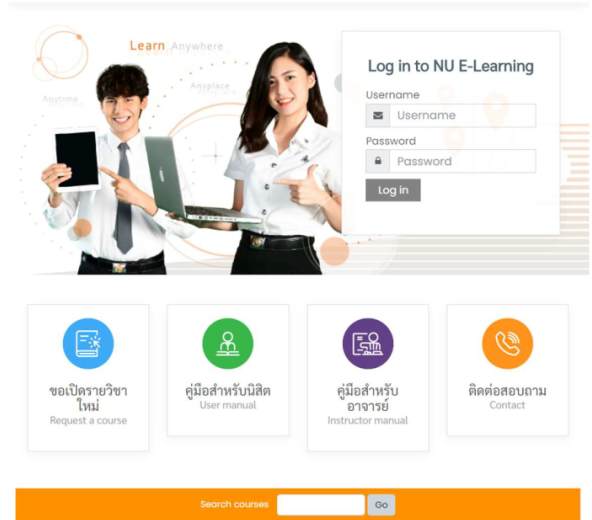 Learn Anywhere
Anyplace
Anytime
Log in to NU E-Learning
Username
Username
Password
Password
Log in
ขอเปิดรายวิชา
ใหม่
Request a course
คู่มือสำหรับนิสิต
User manual
คู่มือสำหรับ
อาจารย์
Instructor manual
ติดต่อสอบถาม
Contact
Search courses
Go